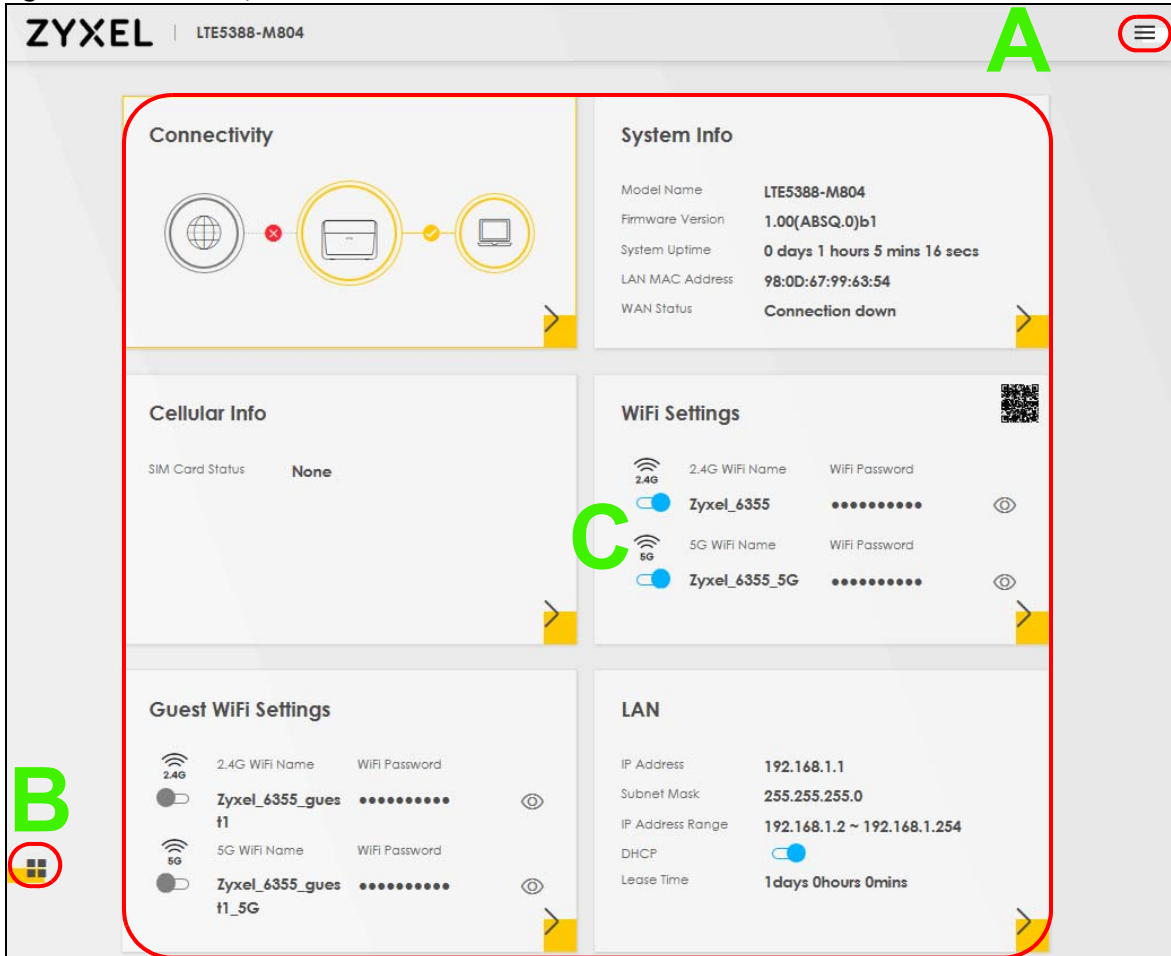 ZYXEL LTE5388-M804
A
Connectivity
System Info
Model Name LTE5388-M804
Firmware Version 1.00(ABSQ.0)b1
System Uptime 0 days 1 hours 5 mins 16 secs
LAN MAC Address 98:0D:67:99:63:54
WAN Status Connection down
Cellular Info
SIM Card Status None
WiFi Settings
2.4G 2.4G WiFi Name WiFi Password
Zyxel_6355 ••••••••••
C
5G 5G WiFi Name WiFi Password
Zyxel_6355_5G ••••••••••
Guest WiFi Settings
2.4G 2.4G WiFi Name WiFi Password
Zyxel_6355_gues ••••••••••
t1
5G 5G WiFi Name WiFi Password
Zyxel_6355_gues ••••••••••
t1_5G
LAN
IP Address 192.168.1.1
Subnet Mask 255.255.255.0
IP Address Range 192.168.1.2 ~ 192.168.1.254
DHCP
Lease Time 1days 0hours 0mins
B